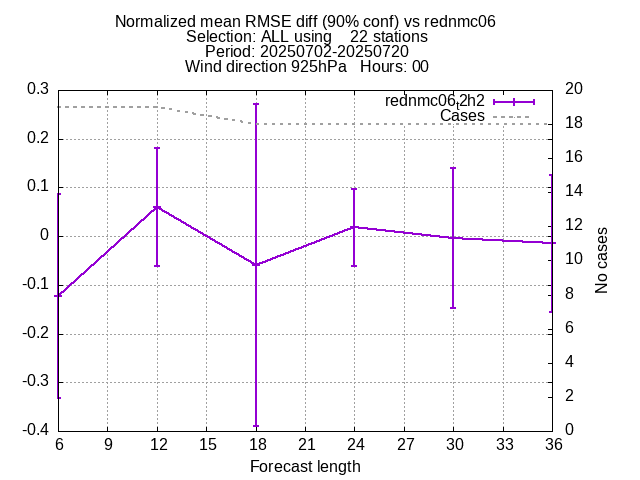 Normalized mean RMSE diff (90% conf) vs rednmc06
Selection: ALL using    22 stations
Period: 20250702-20250720
Wind direction 925hPa   Hours: 00
rednmc06t2h2
Cases
0.3
0.2
0.1
0
-0.1
-0.2
-0.3
-0.4
20
18
16
14
12
10
8
6
4
2
0
No cases
6 9 12 15 18 21 24 27 30 33 36
Forecast length